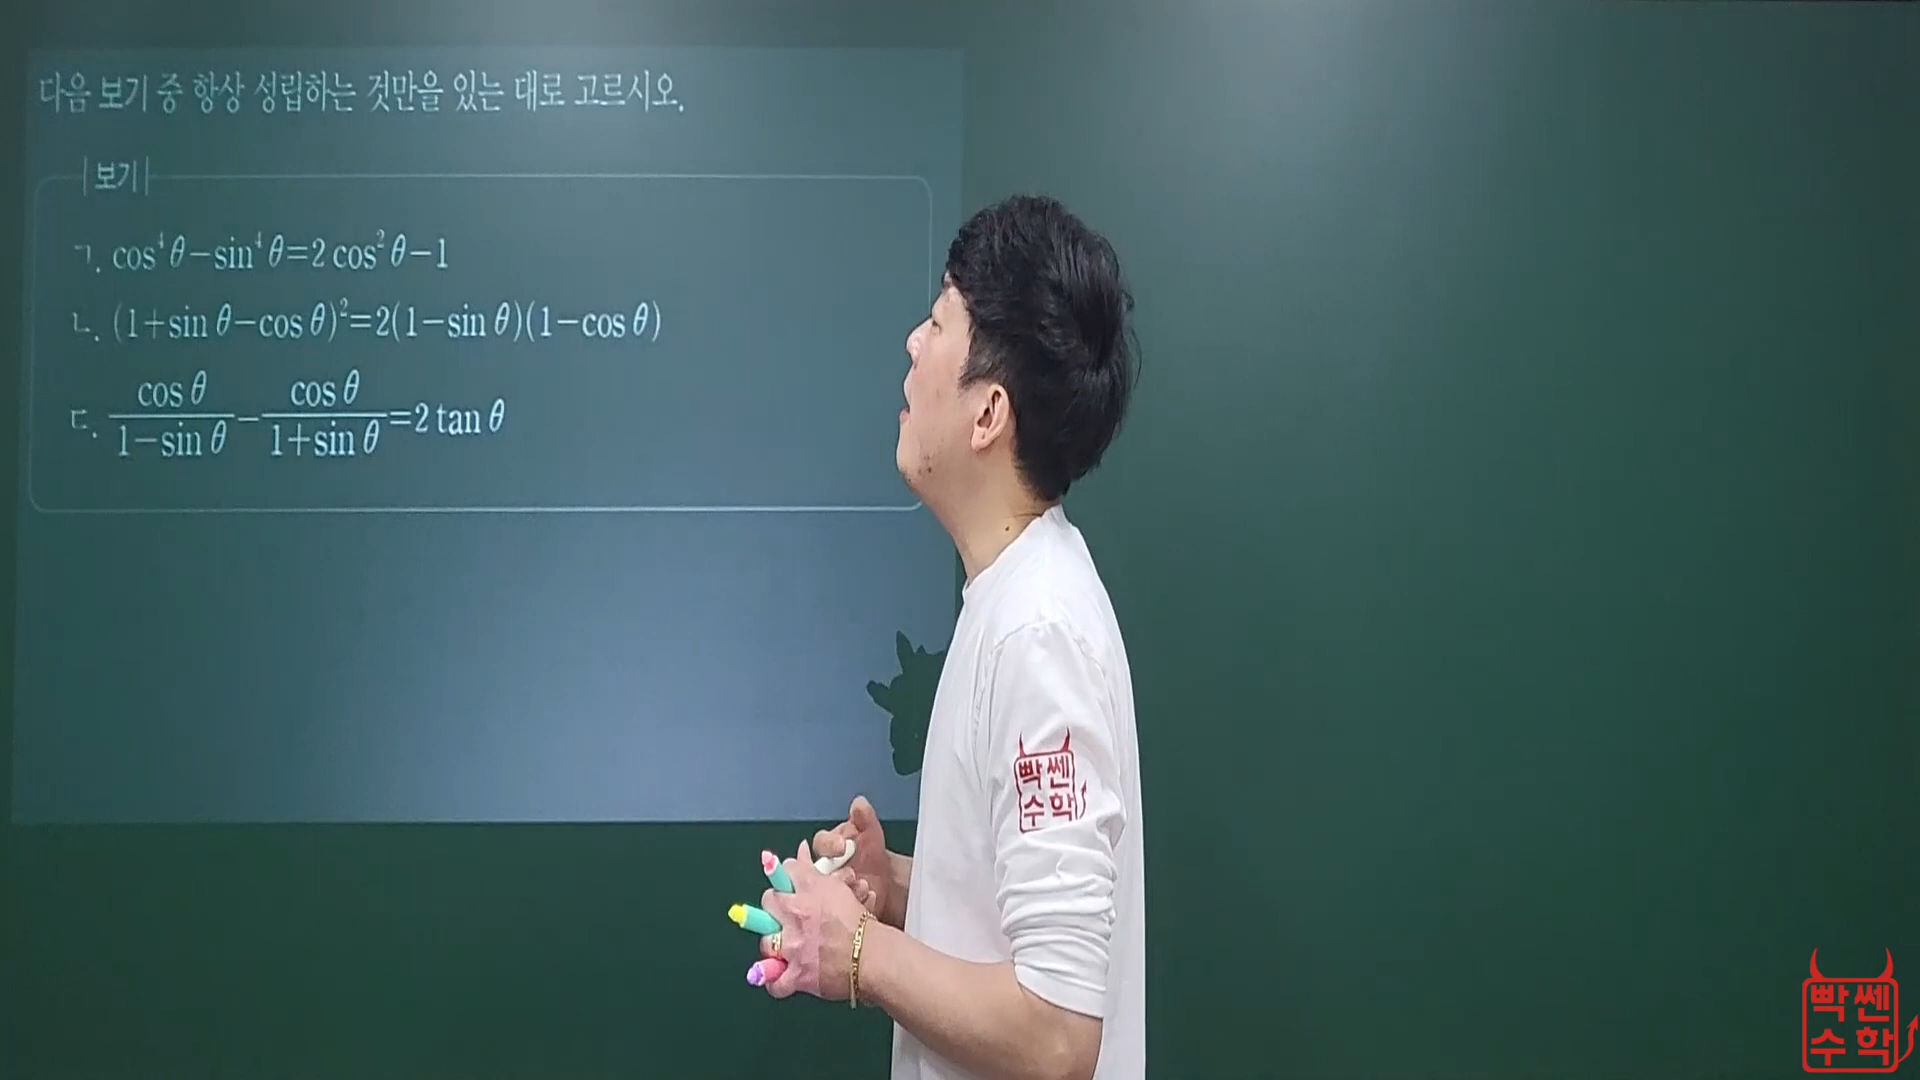 다음 보기 중 항상 성립하는 것만을 있는 대로 고르시오.
|보기|
ㄱ. cos⁴θ−sin⁴θ=2cos²θ−1
ㄴ. (1+sinθ−cosθ)²=2(1−sinθ)(1−cosθ)
ㄷ. cosθ/(1−sinθ) − cosθ/(1+sinθ) = 2tanθ
빡쎈
수학
빡쎈
수학